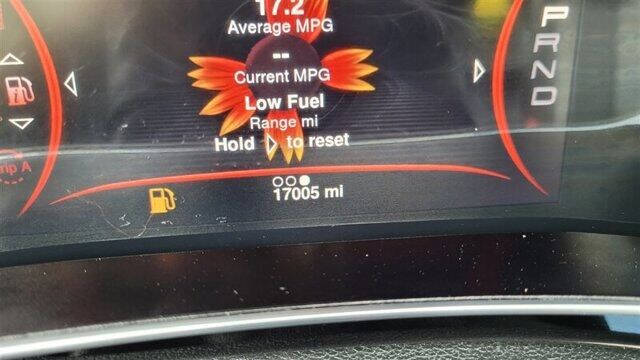 17.2
Average MPG
--
Current MPG
Low Fuel
Range mi
Hold ▷ to reset
17005 mi
P
R
N
D